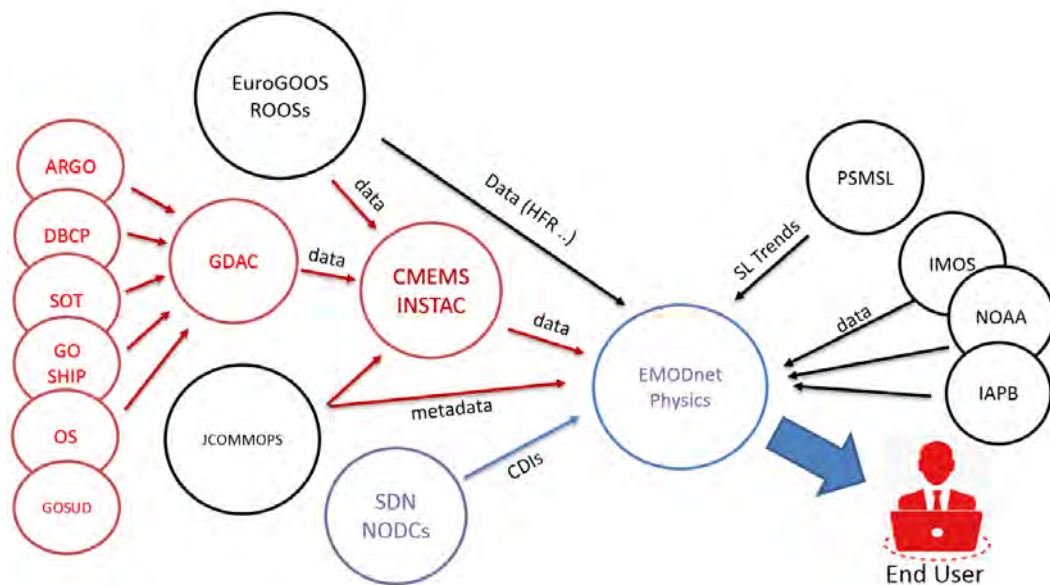 EuroGOOS
ROOSs
ARGO
DBCP
SOT
GO
SHIP
OS
GOSUD
GDAC
data
data
CMEMS
INSTAC
Data (HFR ..)
data
JCOMMOPS
metadata
SDN
NODCs
CDIs
EMODnet
Physics
PSMSL
SL Trends
IMOS
NOAA
IAPB
data
End User